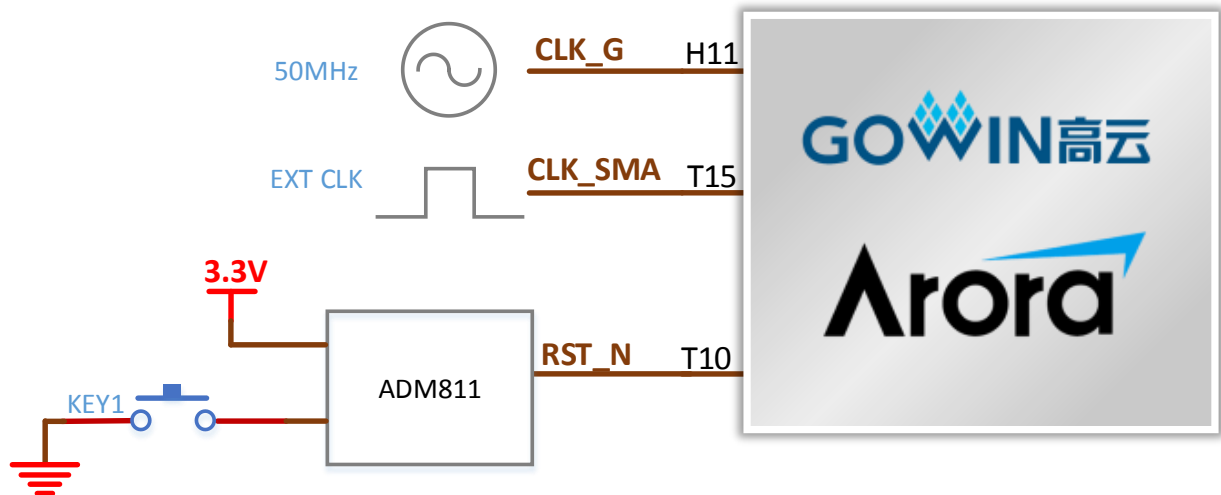 50MHz
CLK_G
H11
EXT CLK
CLK_SMA
T15
GOWIN高云
Arora
3.3V
ADM811
RST_N
T10
KEY1